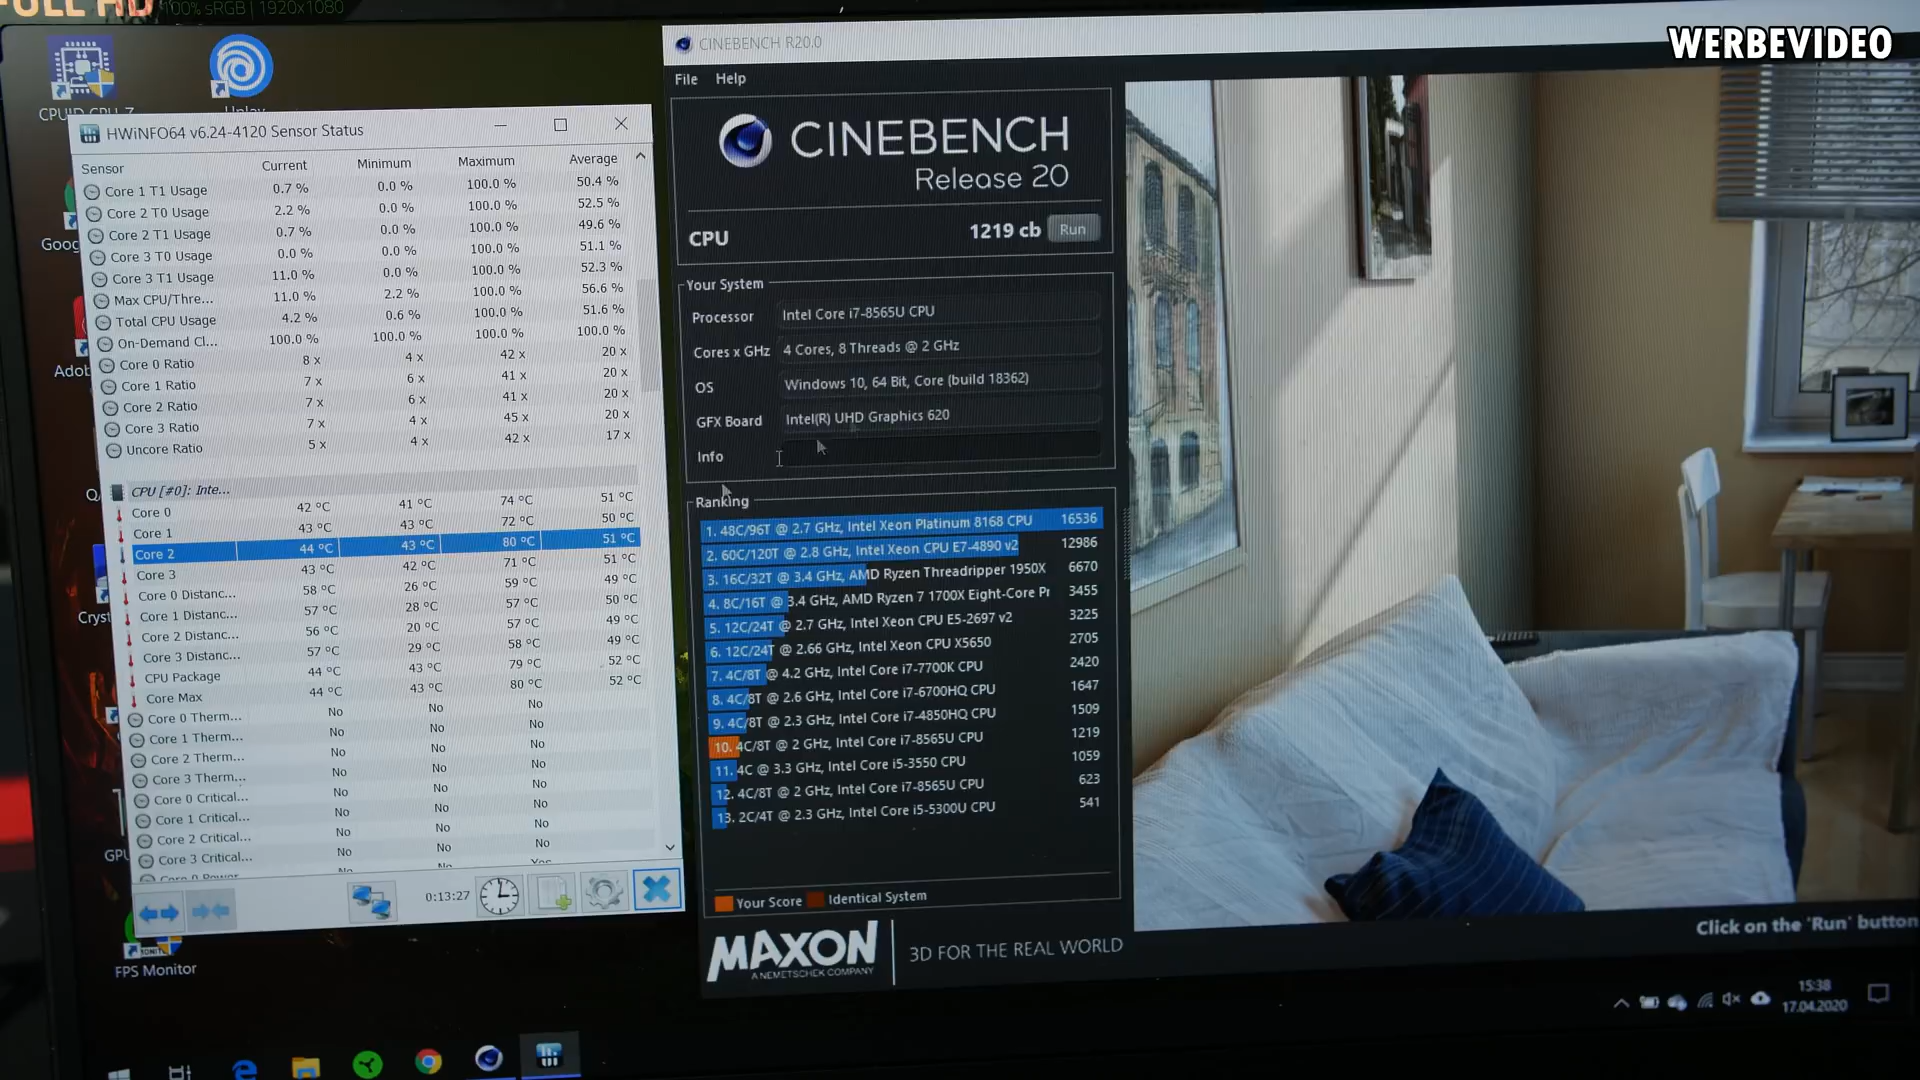 FULL HD
100% sRGB | 1920x1080
WERBEVIDEO
CPUID CPU-Z
Uplay
HWiNFO64 v6.24-4120 Sensor Status
Sensor Current Minimum Maximum Average
Core 1 T1 Usage 0.7 % 0.0 % 100.0 % 50.4 %
Core 2 T0 Usage 2.2 % 0.0 % 100.0 % 52.5 %
Core 2 T1 Usage 0.7 % 0.0 % 100.0 % 49.6 %
Core 3 T0 Usage 0.0 % 0.0 % 100.0 % 51.1 %
Core 3 T1 Usage 11.0 % 0.0 % 100.0 % 52.3 %
Max CPU/Thre... 11.0 % 2.2 % 100.0 % 56.6 %
Total CPU Usage 4.2 % 0.6 % 100.0 % 51.6 %
On-Demand Cl... 100.0 % 100.0 % 100.0 % 100.0 %
Core 0 Ratio 8 x 4 x 42 x 20 x
Core 1 Ratio 7 x 6 x 41 x 20 x
Core 2 Ratio 7 x 6 x 41 x 20 x
Core 3 Ratio 7 x 4 x 45 x 20 x
Uncore Ratio 5 x 4 x 42 x 17 x
CPU [#0]: Inte...
Core 0 42 °C 41 °C 74 °C 51 °C
Core 1 43 °C 43 °C 72 °C 50 °C
Core 2 44 °C 43 °C 80 °C 51 °C
Core 3 43 °C 42 °C 71 °C 51 °C
Core 0 Distanc... 58 °C 26 °C 59 °C 49 °C
Core 1 Distanc... 57 °C 28 °C 57 °C 50 °C
Core 2 Distanc... 56 °C 20 °C 57 °C 49 °C
Core 3 Distanc... 57 °C 29 °C 58 °C 49 °C
CPU Package 44 °C 43 °C 79 °C 52 °C
Core Max 44 °C 43 °C 80 °C 52 °C
Core 0 Therm... No No No
Core 1 Therm... No No No
Core 2 Therm... No No No
Core 3 Therm... No No No
Core 0 Critical... No No No
Core 1 Critical... No No No
Core 2 Critical... No No No
Core 3 Critical... No No No
Core 0 Power No No Yes
0:13:27
Goog
Adob
Cryst
GPU
FPS Monitor
CINEBENCH R20.0
File Help
CINEBENCH
Release 20
CPU 1219 cb Run
Your System
Processor Intel Core i7-8565U CPU
Cores x GHz 4 Cores, 8 Threads @ 2 GHz
OS Windows 10, 64 Bit, Core (build 18362)
GFX Board Intel(R) UHD Graphics 620
Info
Ranking
1. 48C/96T @ 2.7 GHz, Intel Xeon Platinum 8168 CPU 16536
2. 60C/120T @ 2.8 GHz, Intel Xeon CPU E7-4890 v2 12986
3. 16C/32T @ 3.4 GHz, AMD Ryzen Threadripper 1950X 6670
4. 8C/16T @ 3.4 GHz, AMD Ryzen 7 1700X Eight-Core Pr 3455
5. 12C/24T @ 2.7 GHz, Intel Xeon CPU E5-2697 v2 3225
6. 12C/24T @ 2.66 GHz, Intel Xeon CPU X5650 2705
7. 4C/8T @ 4.2 GHz, Intel Core i7-7700K CPU 2420
8. 4C/8T @ 2.6 GHz, Intel Core i7-6700HQ CPU 1647
9. 4C/8T @ 2.3 GHz, Intel Core i7-4850HQ CPU 1509
10. 4C/8T @ 2 GHz, Intel Core i7-8565U CPU 1219
11. 4C @ 3.3 GHz, Intel Core i5-3550 CPU 1059
12. 4C/8T @ 2 GHz, Intel Core i7-8565U CPU 623
13. 2C/4T @ 2.3 GHz, Intel Core i5-5300U CPU 541
Your Score Identical System
MAXON
A NEMETSCHEK COMPANY
3D FOR THE REAL WORLD
Click on the 'Run' button
15:38
17.04.2020